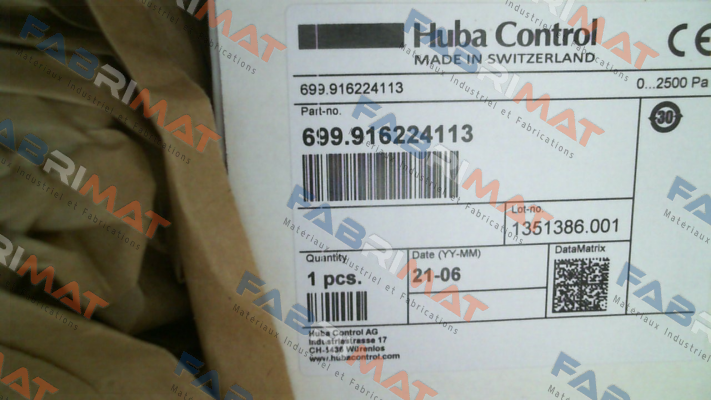 Huba Control
MADE IN SWITZERLAND
CE
699.916224113
0...2500 Pa
Part-no.
699.916224113
30
Lot-no
1351386.001
Quantity
1 pcs.
Date (YY-MM)
21-06
DataMatrix
Huba Control AG
Industriestrasse 17
CH-5436 Würenlos
www.hubacontrol.com
FABRIMAT
Materiaux Industriel et Fabrications